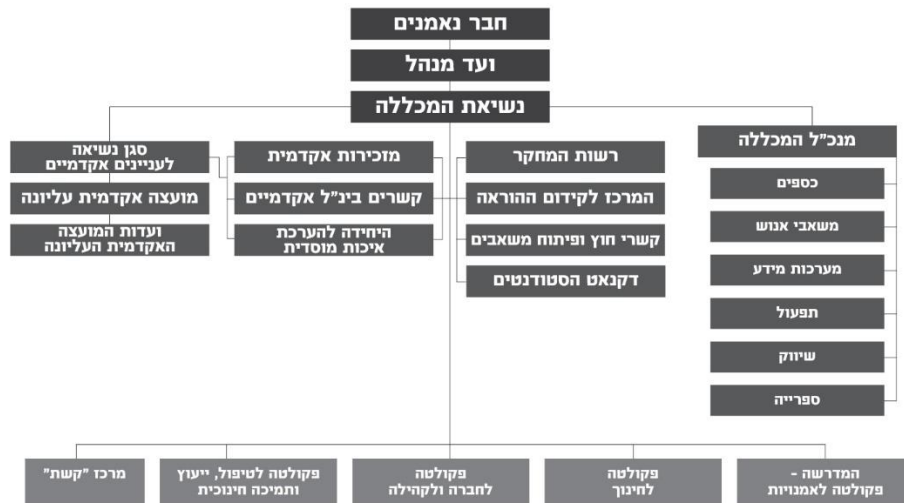 חבר נאמנים
ועד מנהל
נשיאת המכללה
מנכ"ל המכללה
כספים
משאבי אנוש
מערכות מידע
תפעול
שיווק
ספרייה
רשות המחקר
המרכז לקידום ההוראה
קשרי חוץ ופיתוח משאבים
דקנאט הסטודנטים
מזכירות אקדמית
קשרים בינ"ל אקדמיים
היחידה להערכת
איכות מוסדית
סגן נשיאה
לעניינים אקדמיים
מועצה אקדמית עליונה
ועדות המועצה
האקדמית העליונה
המדרשה –
פקולטה לאמנויות
פקולטה
לחינוך
פקולטה
לחברה ולקהילה
פקולטה לטיפול, ייעוץ
ותמיכה חינוכית
מרכז "קשת"